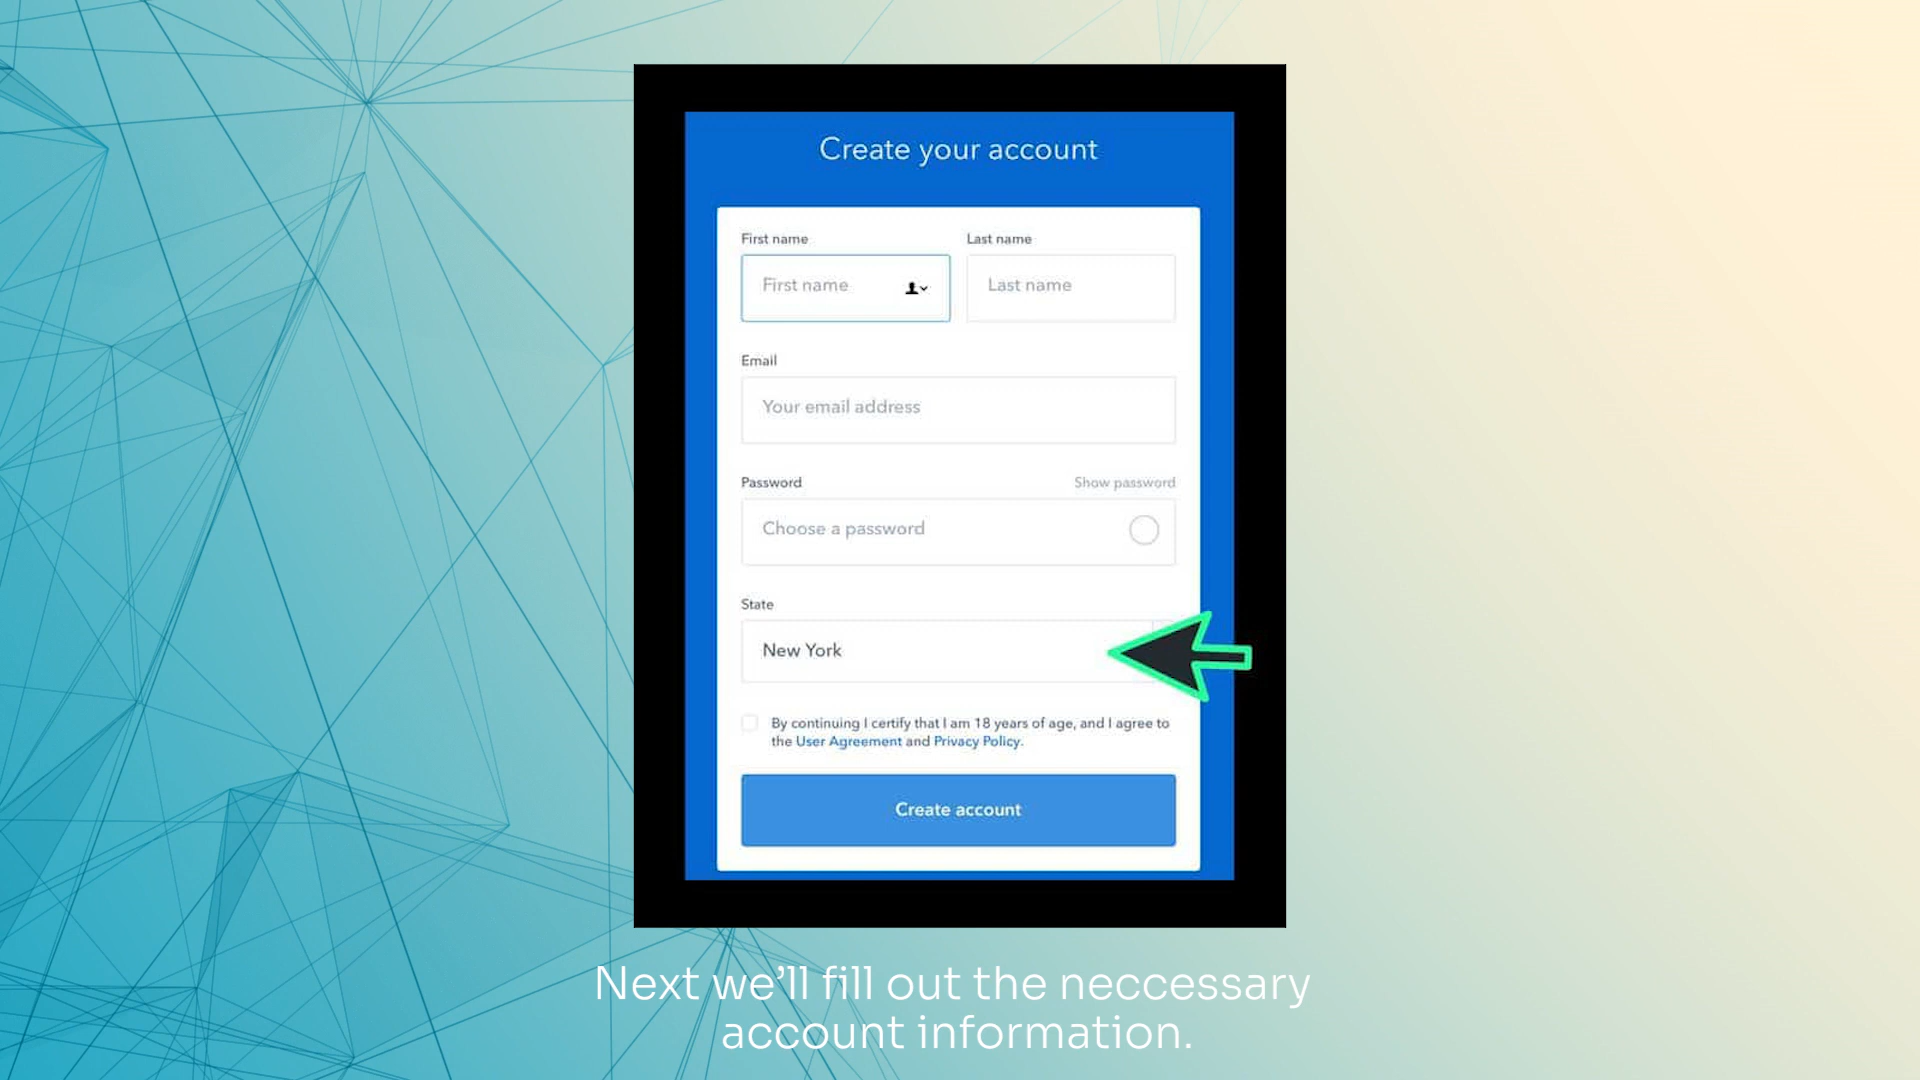 Create your account
First name Last name
First name Last name
Email
Your email address
Password Show password
Choose a password
State
New York
By continuing I certify that I am 18 years of age, and I agree to
the User Agreement and Privacy Policy.
Create account
Next we’ll fill out the neccessary
account information.